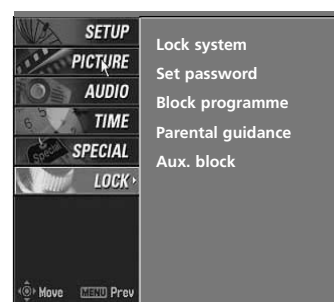 SETUP
PICTURE
AUDIO
TIME
SPECIAL
LOCK
Move MENU Prev
Lock system
Set password
Block programme
Parental guidance
Aux. block